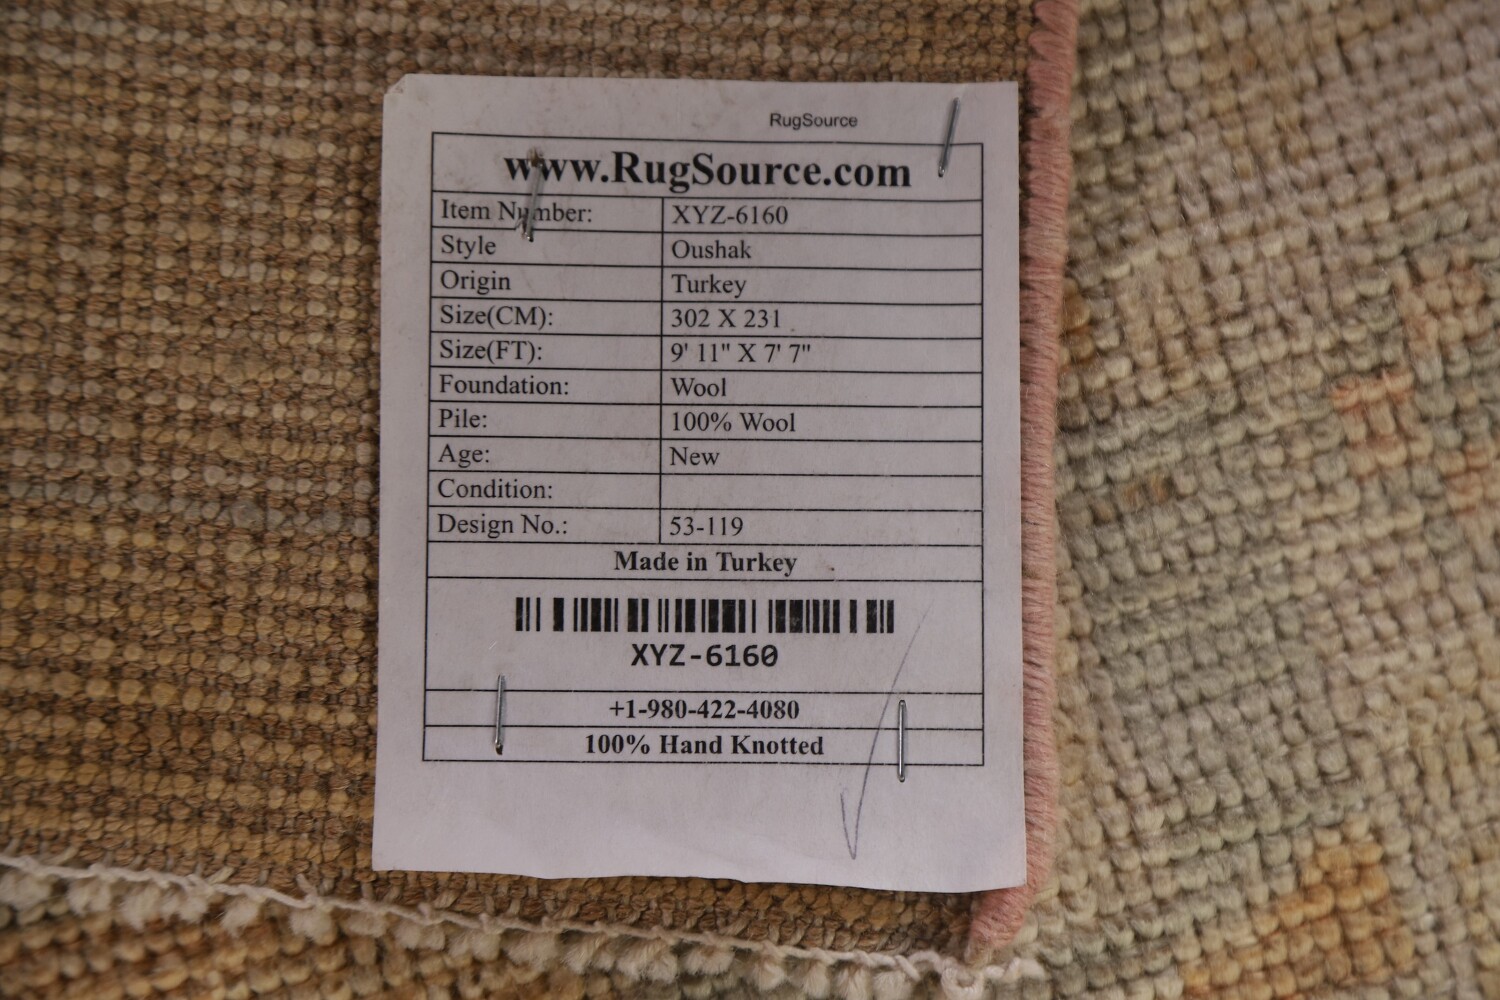 RugSource
www.RugSource.com
Item Number: XYZ-6160
Style Oushak
Origin Turkey
Size(CM): 302 X 231
Size(FT): 9' 11" X 7' 7"
Foundation: Wool
Pile: 100% Wool
Age: New
Condition:
Design No.: 53-119
Made in Turkey
XYZ-6160
+1-980-422-4080
100% Hand Knotted